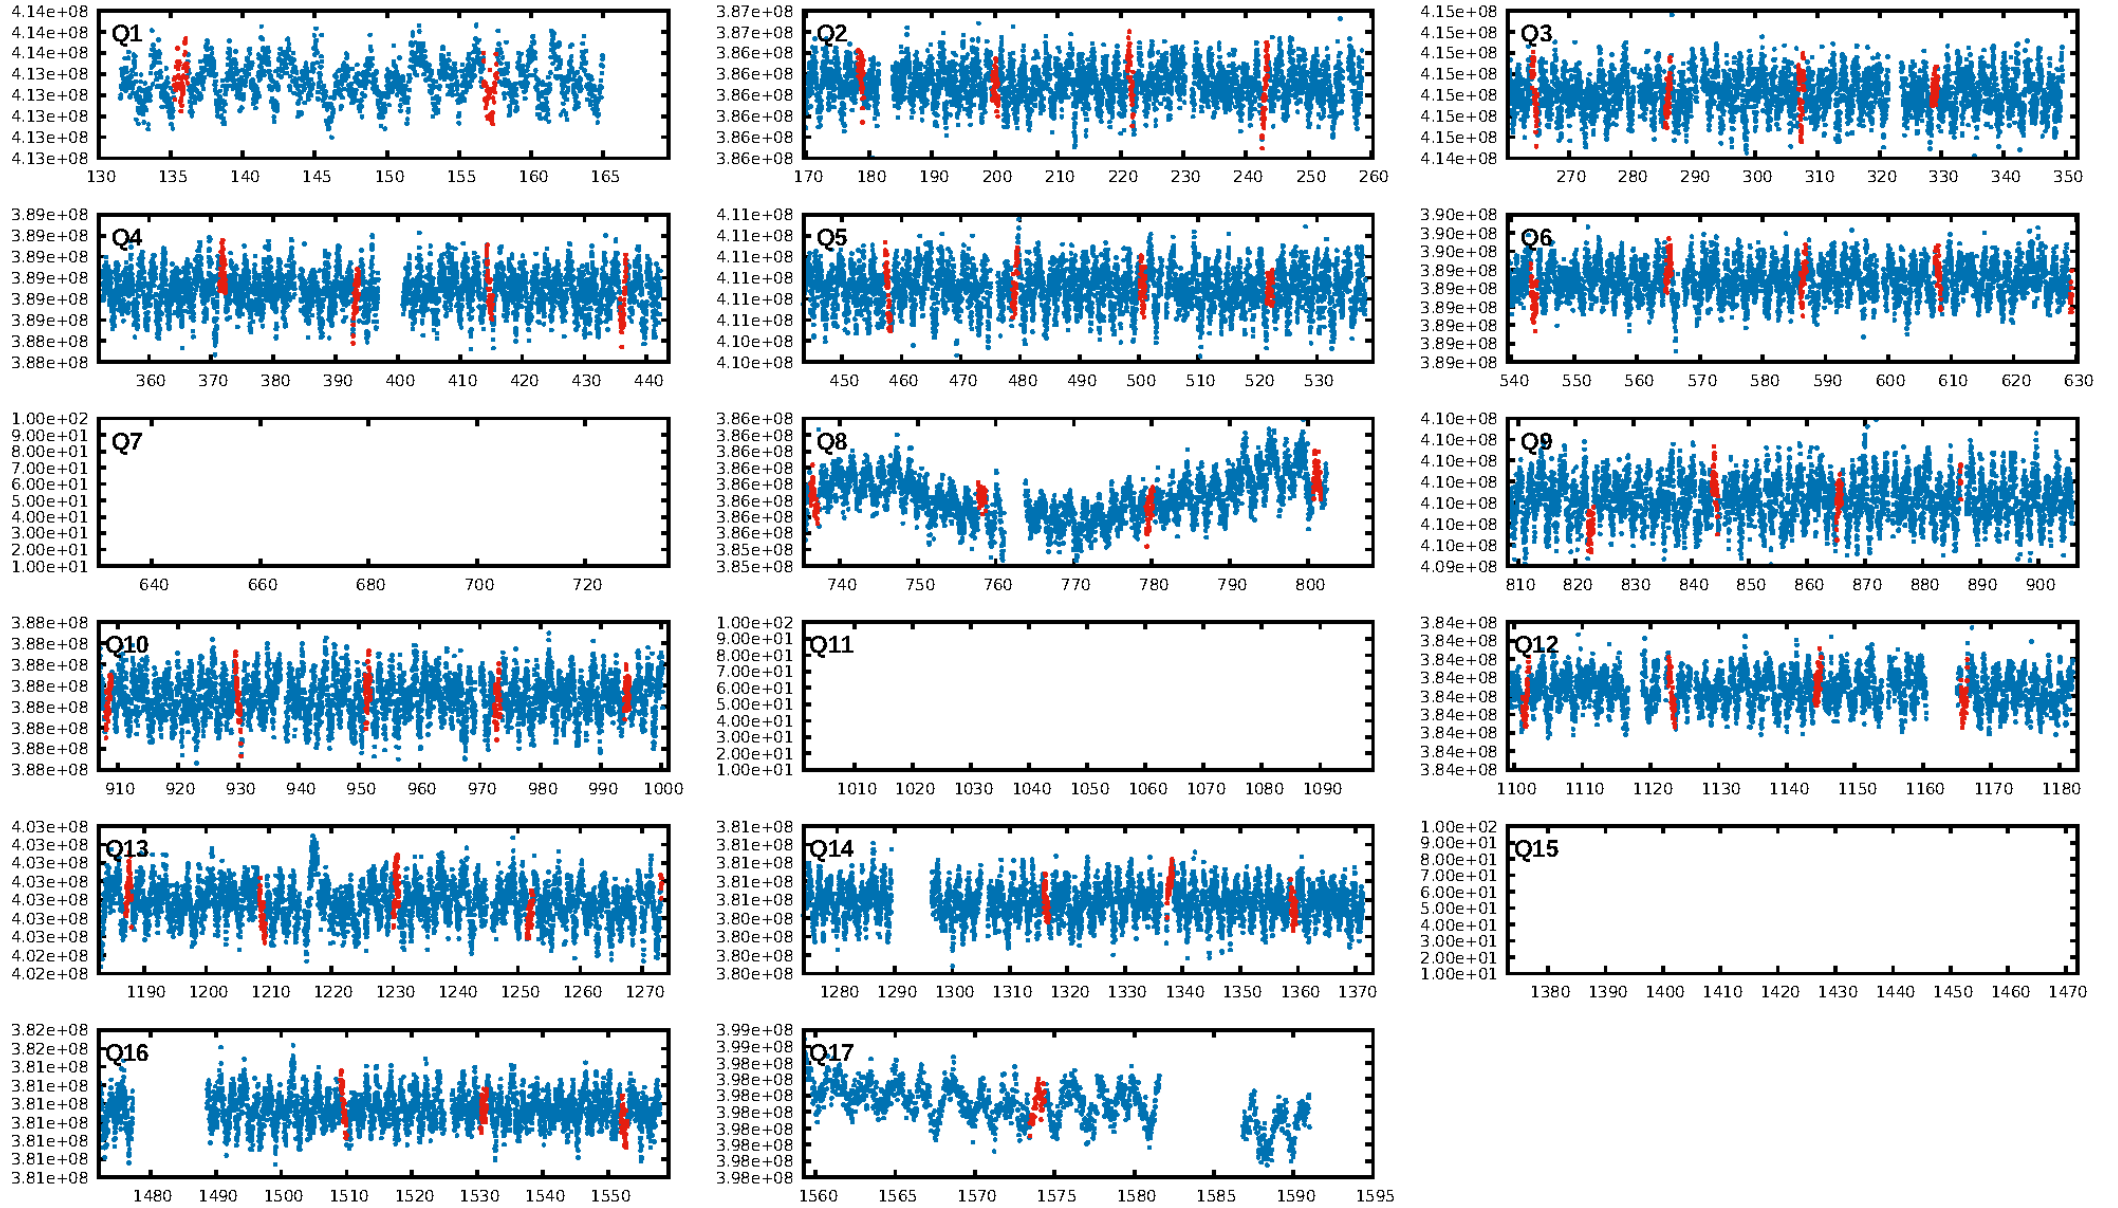 4.14e+08 4.14e+08 4.14e+08 4.13e+08 4.13e+08 4.13e+08 4.13e+08 4.13e+08
Q1
130 135 140 145 150 155 160 165
3.87e+08 3.87e+08 3.86e+08 3.86e+08 3.86e+08 3.86e+08 3.86e+08 3.86e+08
Q2
170 180 190 200 210 220 230 240 250 260
4.15e+08 4.15e+08 4.15e+08 4.15e+08 4.15e+08 4.15e+08 4.15e+08 4.14e+08
Q3
270 280 290 300 310 320 330 340 350
3.89e+08 3.89e+08 3.89e+08 3.89e+08 3.89e+08 3.89e+08 3.88e+08 3.88e+08
Q4
360 370 380 390 400 410 420 430 440
4.11e+08 4.11e+08 4.11e+08 4.11e+08 4.11e+08 4.10e+08 4.10e+08
Q5
450 460 470 480 490 500 510 520 530
3.90e+08 3.90e+08 3.90e+08 3.89e+08 3.89e+08 3.89e+08 3.89e+08 3.89e+08 3.89e+08
Q6
540 550 560 570 580 590 600 610 620 630
1.00e+02 9.00e+01 8.00e+01 7.00e+01 6.00e+01 5.00e+01 4.00e+01 3.00e+01 2.00e+01 1.00e+01
Q7
640 660 680 700 720
3.86e+08 3.86e+08 3.86e+08 3.86e+08 3.86e+08 3.86e+08 3.86e+08 3.86e+08 3.85e+08 3.85e+08
Q8
740 750 760 770 780 790 800
4.10e+08 4.10e+08 4.10e+08 4.10e+08 4.10e+08 4.10e+08 4.10e+08 4.09e+08
Q9
810 820 830 840 850 860 870 880 890 900
3.88e+08 3.88e+08 3.88e+08 3.88e+08 3.88e+08 3.88e+08 3.88e+08 3.88e+08
Q10
910 920 930 940 950 960 970 980 990 1000
1.00e+02 9.00e+01 8.00e+01 7.00e+01 6.00e+01 5.00e+01 4.00e+01 3.00e+01 2.00e+01 1.00e+01
Q11
1010 1020 1030 1040 1050 1060 1070 1080 1090
3.84e+08 3.84e+08 3.84e+08 3.84e+08 3.84e+08 3.84e+08 3.84e+08 3.84e+08 3.84e+08
Q12
1100 1110 1120 1130 1140 1150 1160 1170 1180
4.03e+08 4.03e+08 4.03e+08 4.03e+08 4.03e+08 4.03e+08 4.03e+08 4.02e+08 4.02e+08
Q13
1190 1200 1210 1220 1230 1240 1250 1260 1270
3.81e+08 3.81e+08 3.81e+08 3.81e+08 3.81e+08 3.80e+08 3.80e+08 3.80e+08 3.80e+08
Q14
1280 1290 1300 1310 1320 1330 1340 1350 1360 1370
1.00e+02 9.00e+01 8.00e+01 7.00e+01 6.00e+01 5.00e+01 4.00e+01 3.00e+01 2.00e+01 1.00e+01
Q15
1380 1390 1400 1410 1420 1430 1440 1450 1460 1470
3.82e+08 3.82e+08 3.81e+08 3.81e+08 3.81e+08 3.81e+08 3.81e+08 3.81e+08 3.81e+08
Q16
1480 1490 1500 1510 1520 1530 1540 1550
3.99e+08 3.99e+08 3.98e+08 3.98e+08 3.98e+08 3.98e+08 3.98e+08 3.98e+08 3.98e+08 3.98e+08
Q17
1560 1565 1570 1575 1580 1585 1590 1595